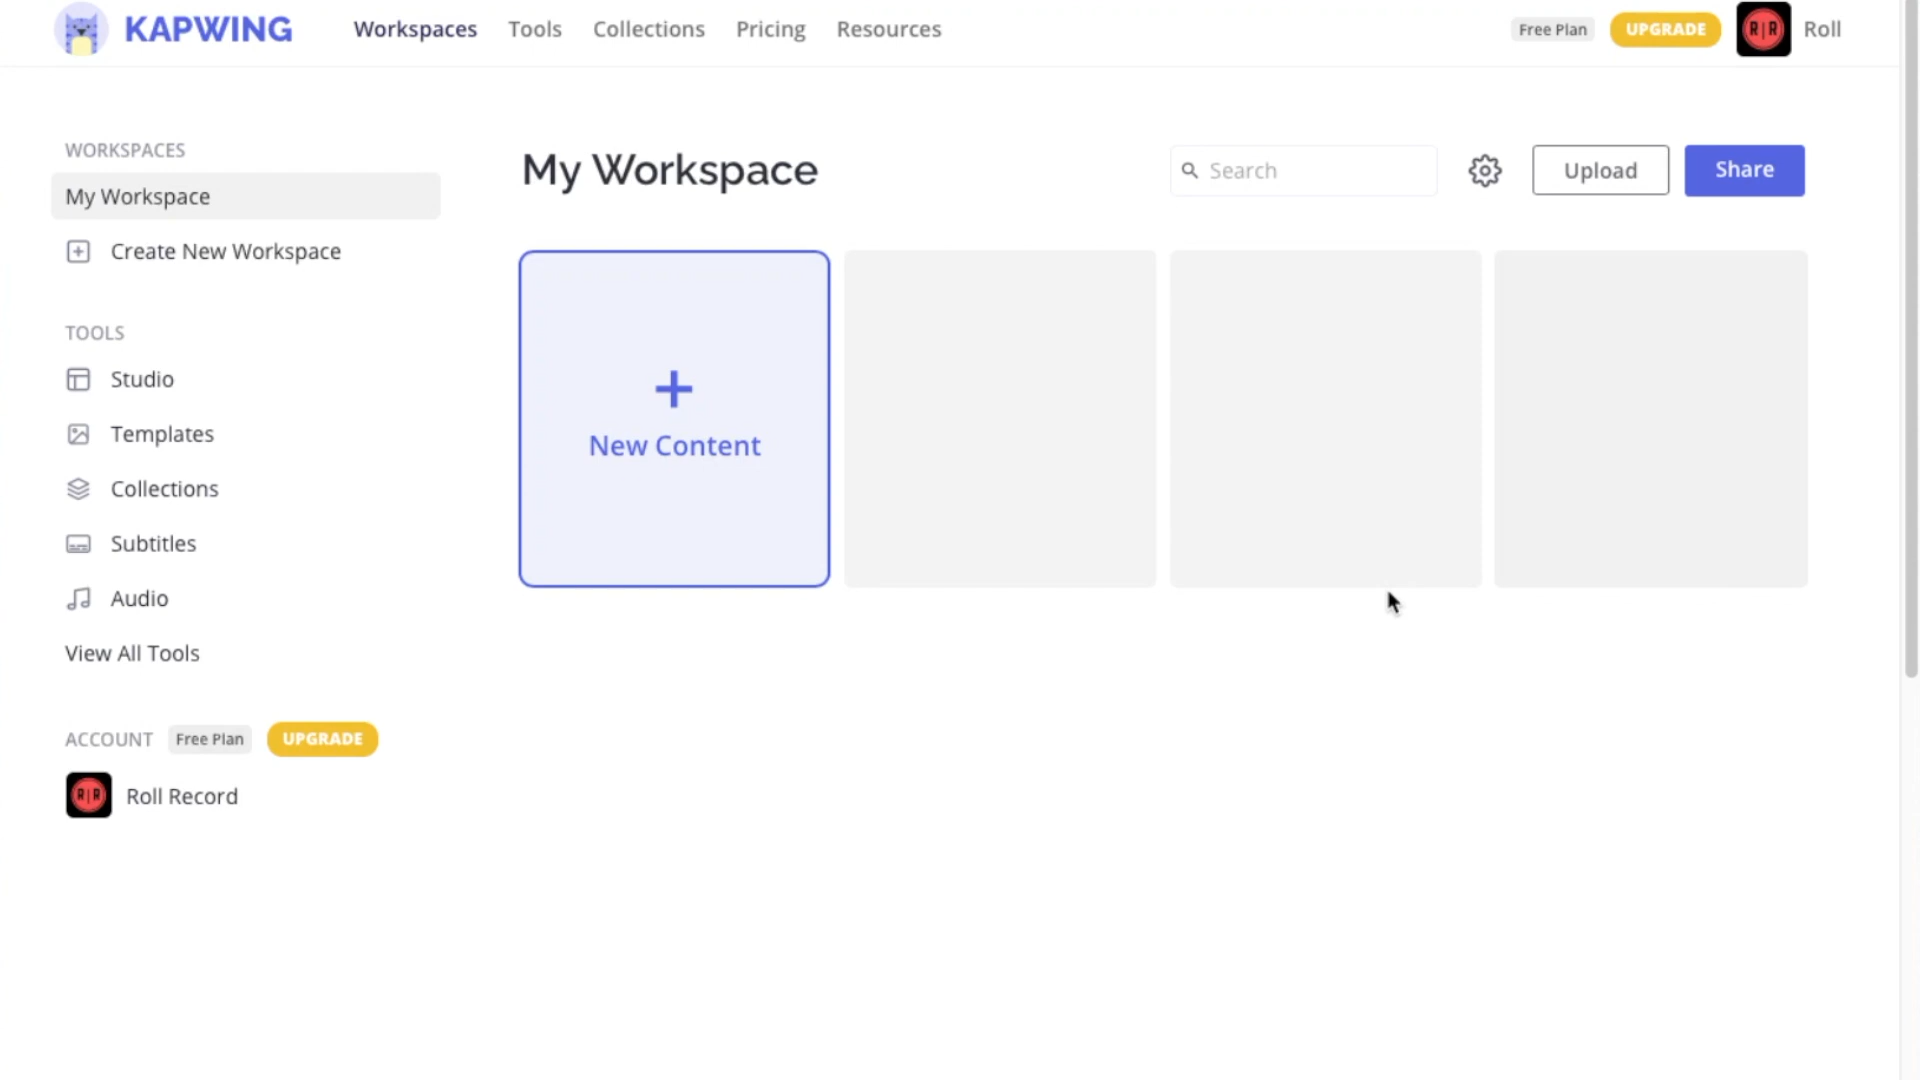 KAPWING
Workspaces Tools Collections Pricing Resources
Free Plan UPGRADE R|R Roll
WORKSPACES
My Workspace
Create New Workspace
TOOLS
Studio
Templates
Collections
Subtitles
Audio
View All Tools
ACCOUNT Free Plan UPGRADE
R|R Roll Record
My Workspace
Search Upload Share
New Content